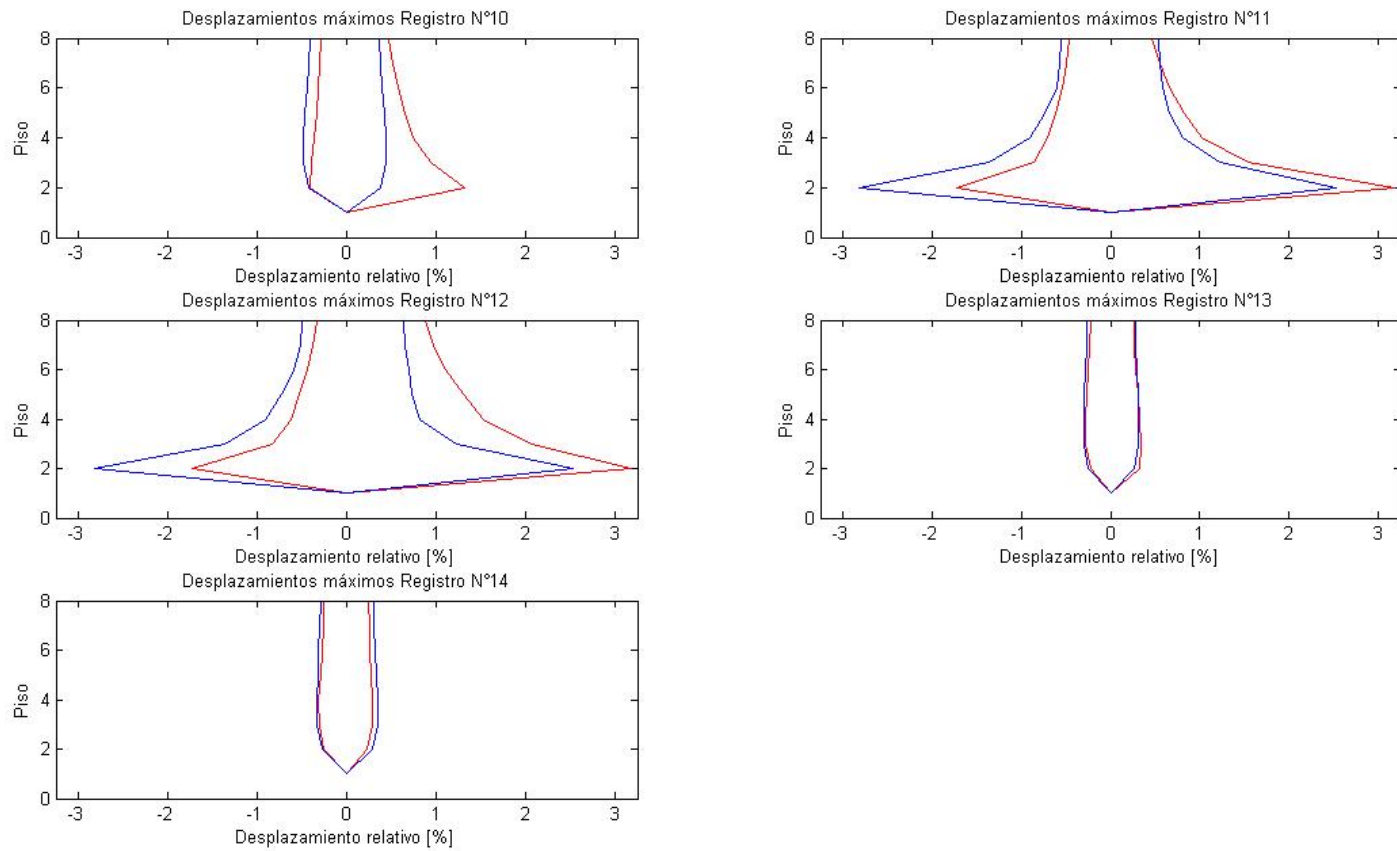 Desplazamientos máximos Registro N°10
8
6
4
2
0
Piso
-3 -2 -1 0 1 2 3
Desplazamiento relativo [%]
Desplazamientos máximos Registro N°11
8
6
4
2
0
Piso
-3 -2 -1 0 1 2 3
Desplazamiento relativo [%]
Desplazamientos máximos Registro N°12
8
6
4
2
0
Piso
-3 -2 -1 0 1 2 3
Desplazamiento relativo [%]
Desplazamientos máximos Registro N°13
8
6
4
2
0
Piso
-3 -2 -1 0 1 2 3
Desplazamiento relativo [%]
Desplazamientos máximos Registro N°14
8
6
4
2
0
Piso
-3 -2 -1 0 1 2 3
Desplazamiento relativo [%]